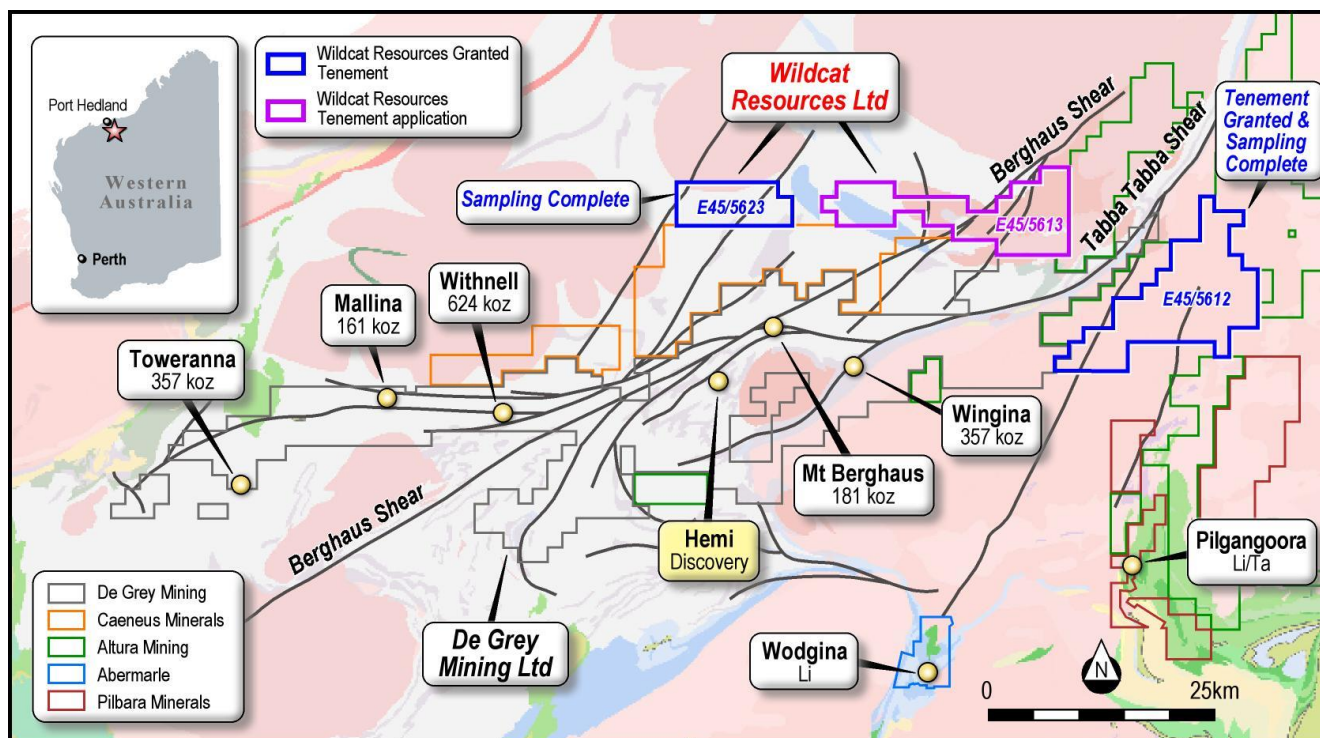 Port Hedland
Western
Australia
Perth
Wildcat Resources Granted
Tenement
Wildcat Resources
Tenement application
Wildcat
Resources Ltd
Sampling Complete
E45/5623
Berghaus Shear
E45/5613
Tabba Tabba Shear
Tenement
Granted &
Sampling
Complete
E45/5612
Toweranna
357 koz
Mallina
161 koz
Withnell
624 koz
Berghaus Shear
De Grey
Mining Ltd
Hemi
Discovery
Mt Berghaus
181 koz
Wingina
357 koz
Pilgangoora
Li/Ta
Wodgina
Li
De Grey Mining
Caeneus Minerals
Altura Mining
Abermarle
Pilbara Minerals
N
0 25km